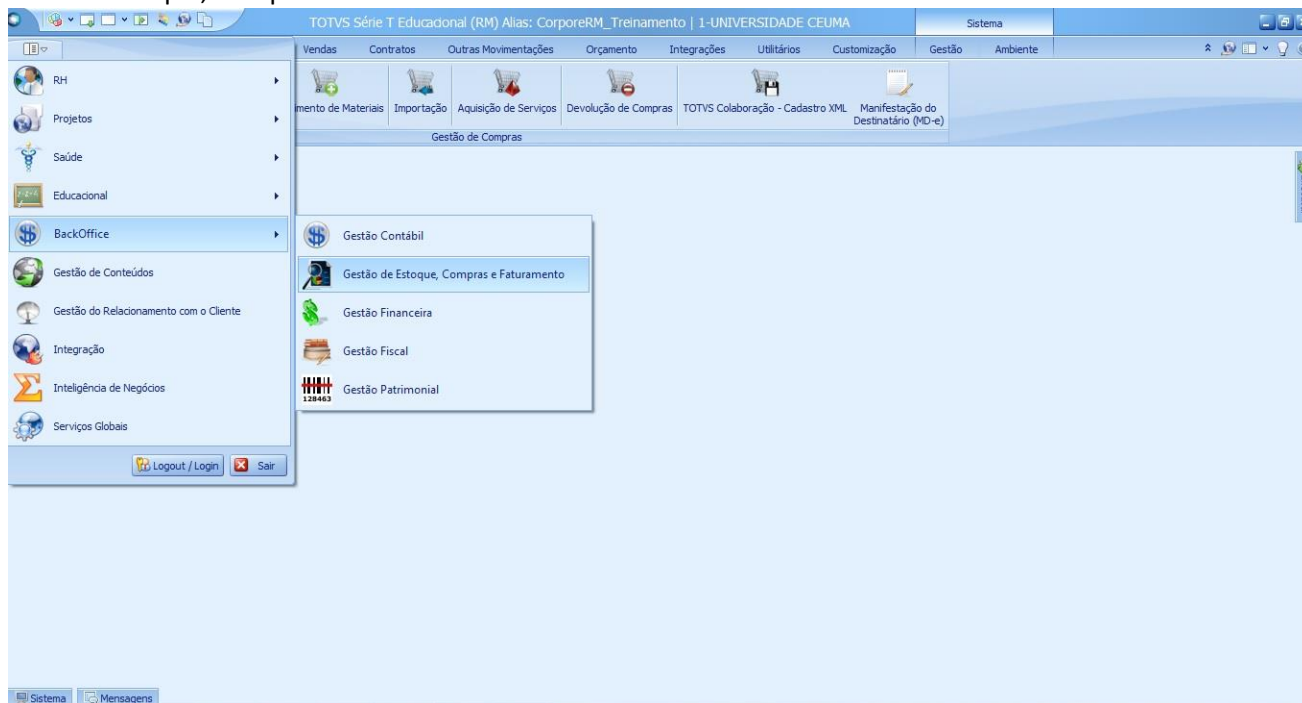 TOTVS Série T Educacional (RM) Alias: CorporeRM_Treinamento | 1-UNIVERSIDADE CEUMA
Sistema
Vendas Contratos Outras Movimentações Orçamento Integrações Utilitários Customização Gestão Ambiente
imento de Materiais Importação Aquisição de Serviços Devolução de Compras TOTVS Colaboração - Cadastro XML Manifestação do
Destinatário (MD-e)
Gestão de Compras
RH
Projetos
Saúde
Educacional
BackOffice
Gestão de Conteúdos
Gestão do Relacionamento com o Cliente
Integração
Inteligência de Negócios
Serviços Globais
Logout / Login Sair
Gestão Contábil
Gestão de Estoque, Compras e Faturamento
Gestão Financeira
Gestão Fiscal
Gestão Patrimonial
128463
Sistema Mensagens